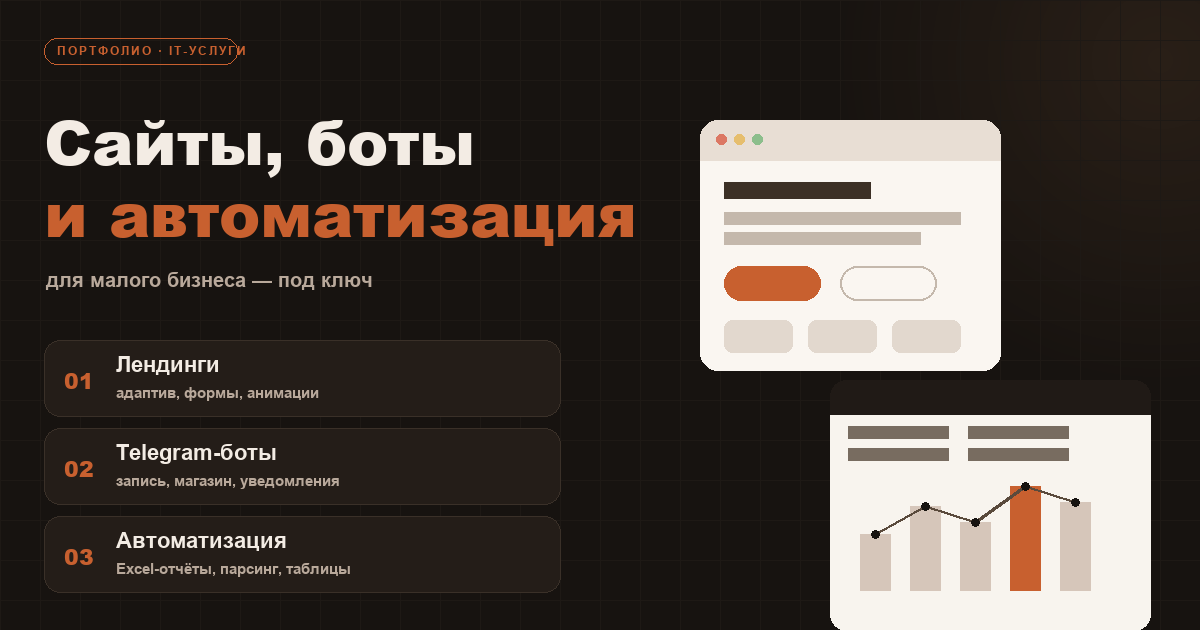 ПОРТФОЛИО · IT-УСЛУГИ
Сайты, боты
и автоматизация
для малого бизнеса — под ключ
01
Лендинги
адаптив, формы, анимации
02
Telegram-боты
запись, магазин, уведомления
03
Автоматизация
Excel-отчёты, парсинг, таблицы